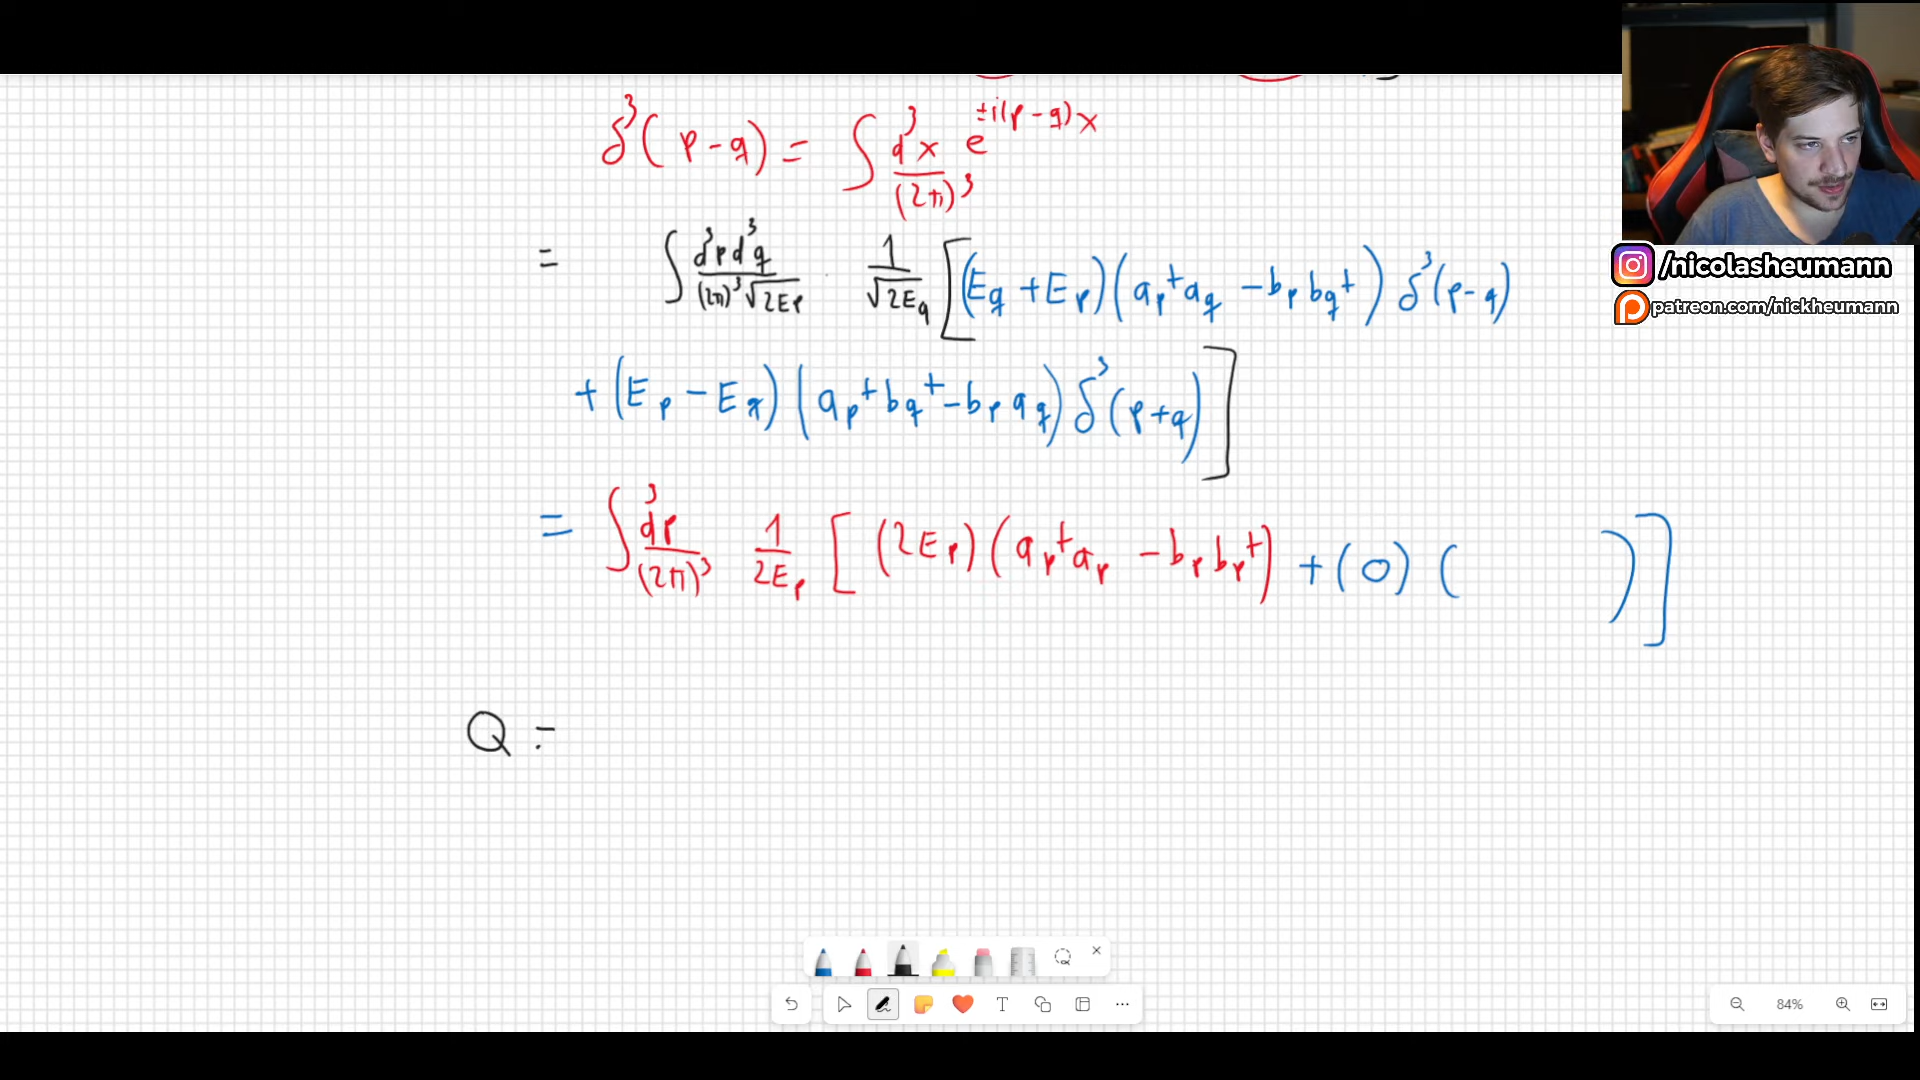 δ³(p-q) = ∫ d³x/(2π)³ e^{±i(p-q)x}
/nicolasheumann
patreon.com/nickheumann
= ∫ d³p d³q/((2π)³√2E_p) · 1/√2E_q [(E_q + E_p)(a_p†a_q - b_p b_q†) δ³(p-q)
+ (E_p - E_q)(a_p†b_q† - b_p a_q) δ³(p+q)]
= ∫ d³p/(2π)³ 1/2E_p [(2E_p)(a_p†a_p - b_p b_p†) + (0)( )]
Q =
84%